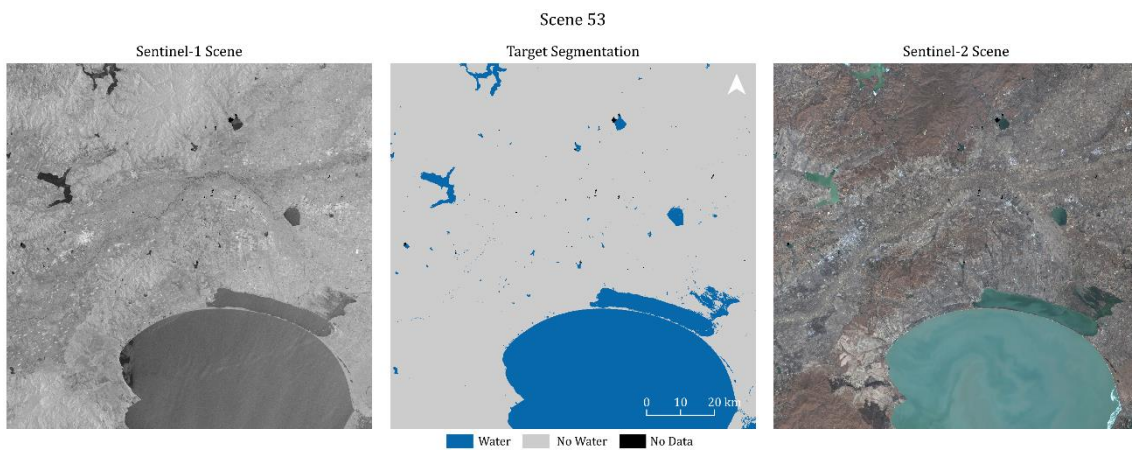 Scene 53
Sentinel-1 Scene
Target Segmentation
Sentinel-2 Scene
0 10 20 km
Water
No Water
No Data